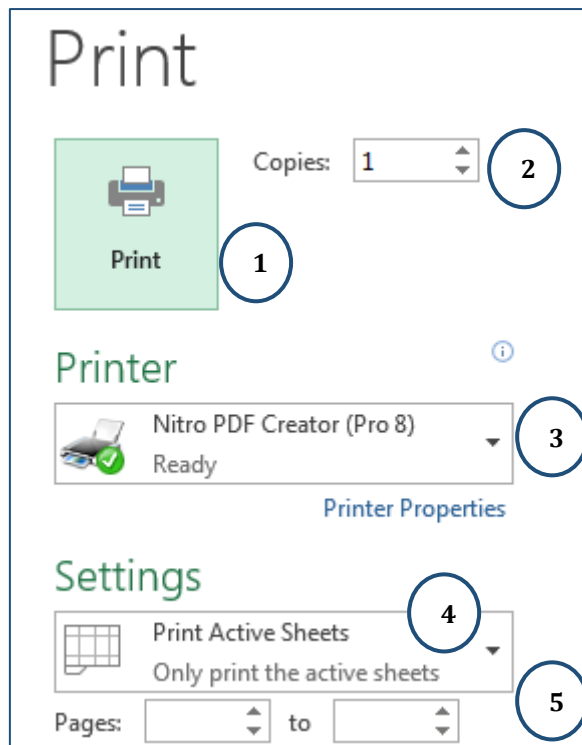 Print
Copies: 1
2
Print
1
Printer
Nitro PDF Creator (Pro 8)
Ready
3
Printer Properties
Settings
4
Print Active Sheets
Only print the active sheets
5
Pages: to